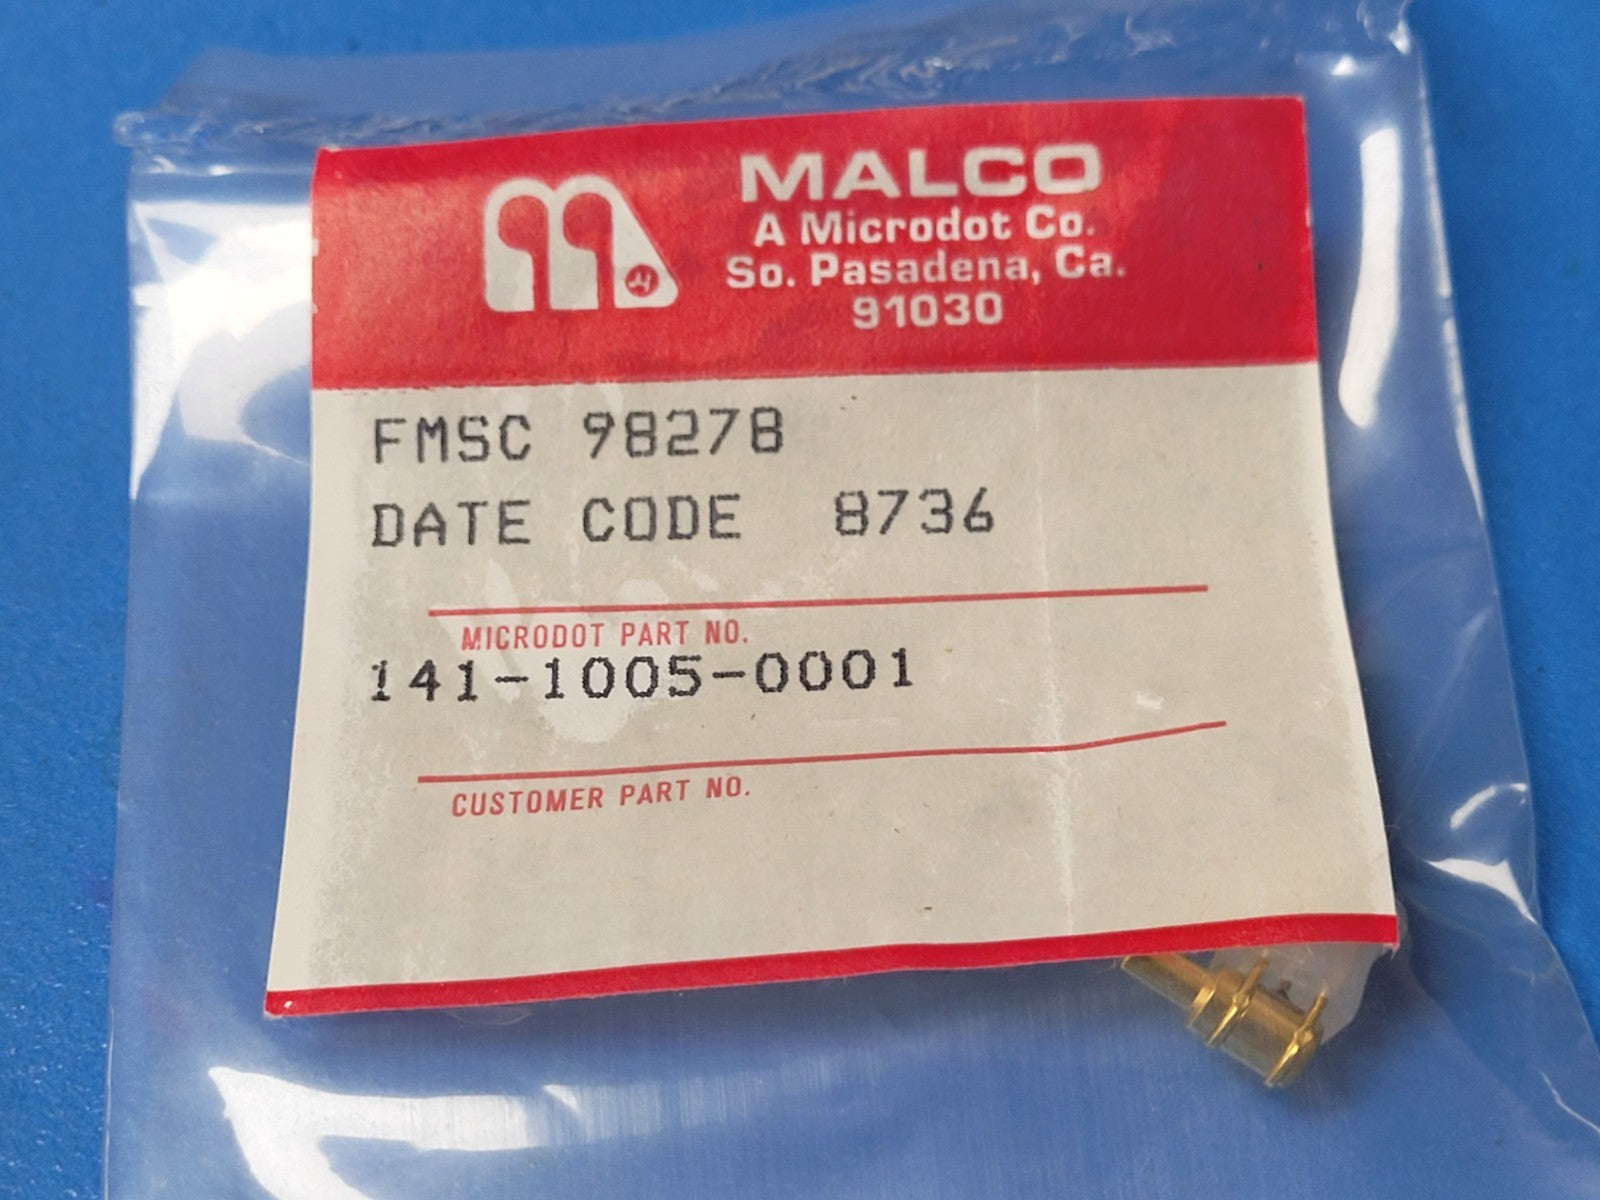 MALCO
A Microdot Co.
So. Pasadena, Ca.
91030
FMSC 98278
DATE CODE 8736
MICRODOT PART NO.
141-1005-0001
CUSTOMER PART NO.